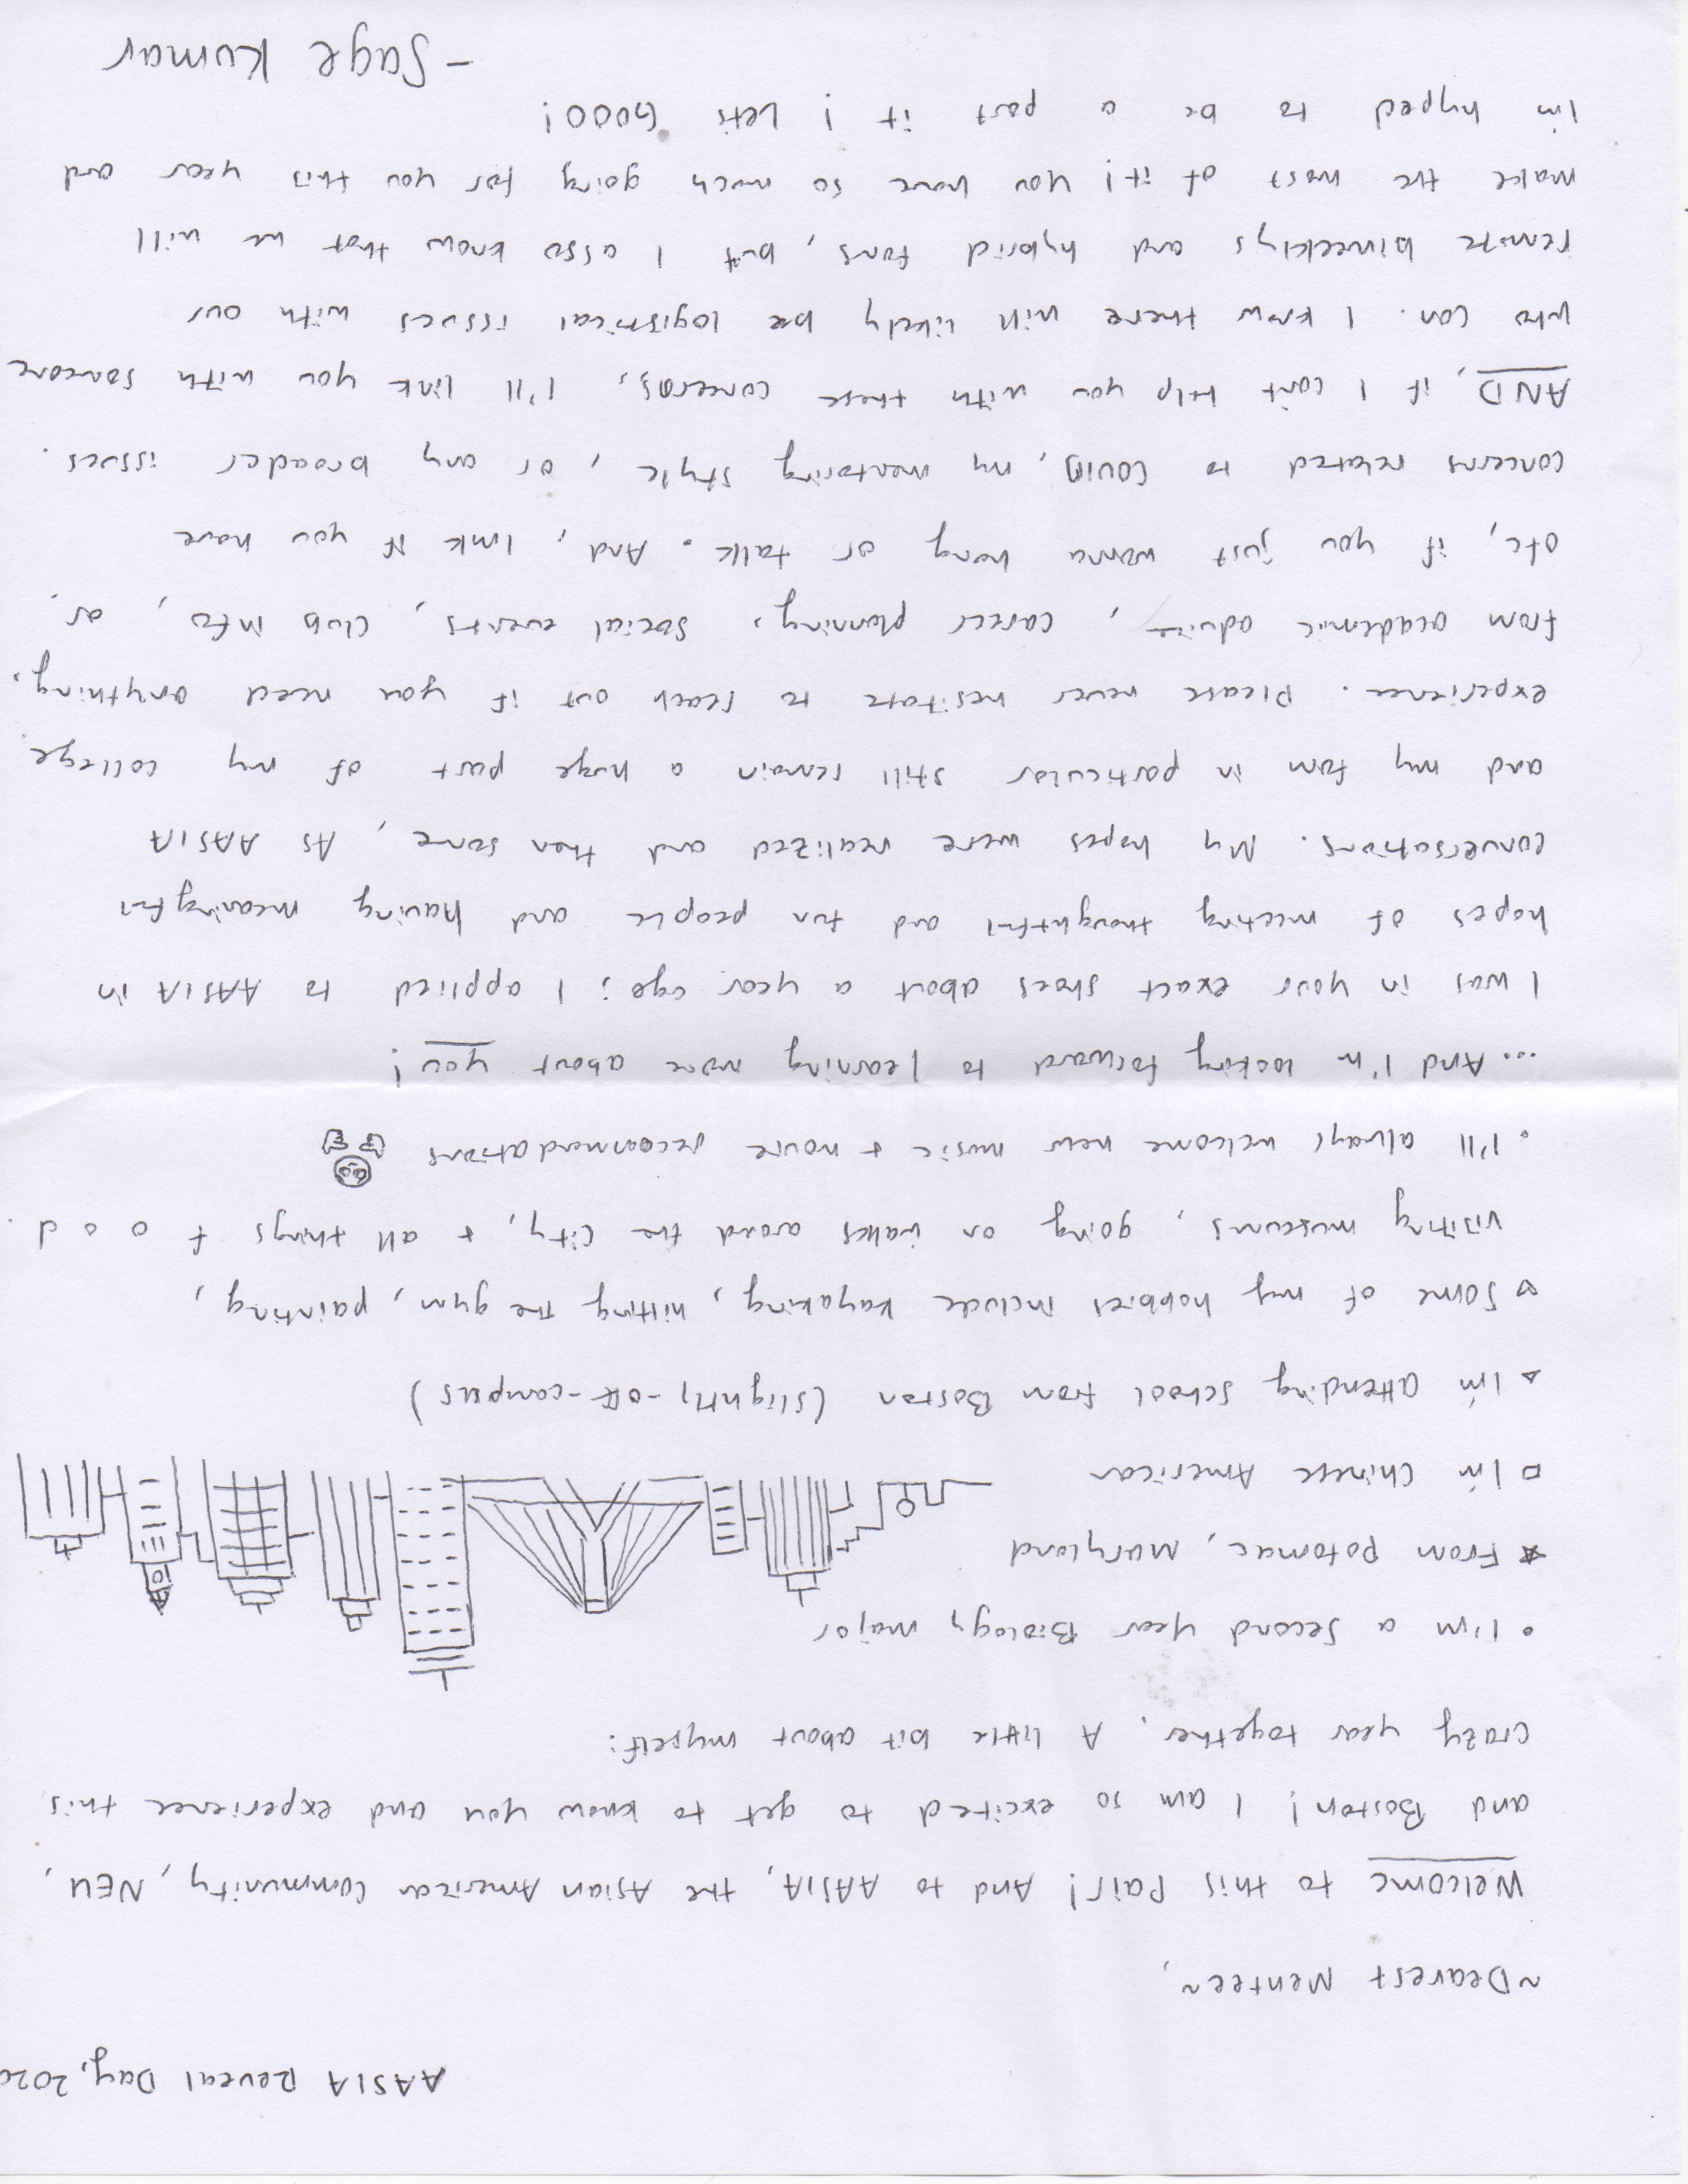 AASIA Reveal Day, 2020
~Dearest Mentee~,
Welcome to this Pair! And to AASIA, the Asian American Community, NEU,
and Boston! I am so excited to get to know you and experience this
crazy year together. A little bit about myself:
• I'm a second year Biology major
★ From Potomac, Maryland
□ I'm Chinese American
△ I'm attending school from Boston (slightly-off-campus)
♡ Some of my hobbies include kayaking, hitting the gym, painting,
visiting museums, going on walks around the city, + all things f o o d.
• I'll always welcome new music + movie recommendations
... And I'm looking forward to learning more about you!
I was in your exact shoes about a year ago; I applied to AASIA in
hopes of meeting thoughtful and fun people and having meaningful
conversations. My hopes were realized and then some, As AASIA
and my fam in particular still remain a huge part of my college
experience. Please never hesitate to reach out if you need anything,
from academic advice, career planning, social events, club info, or,
ofc, if you just wanna hang or talk. And, lmk if you have
concerns related to COVID, my mentoring style, or any broader issues.
AND, if I can't help you with these concerns, I'll link you with someone
who can. I know there will likely be logistical issues with our
remote biweeklys and hybrid fams, but I also know that we will
make the most of it! You have so much going for you this year and
I'm hyped to be a part it! Let's GOOO!
- Sage Kumar